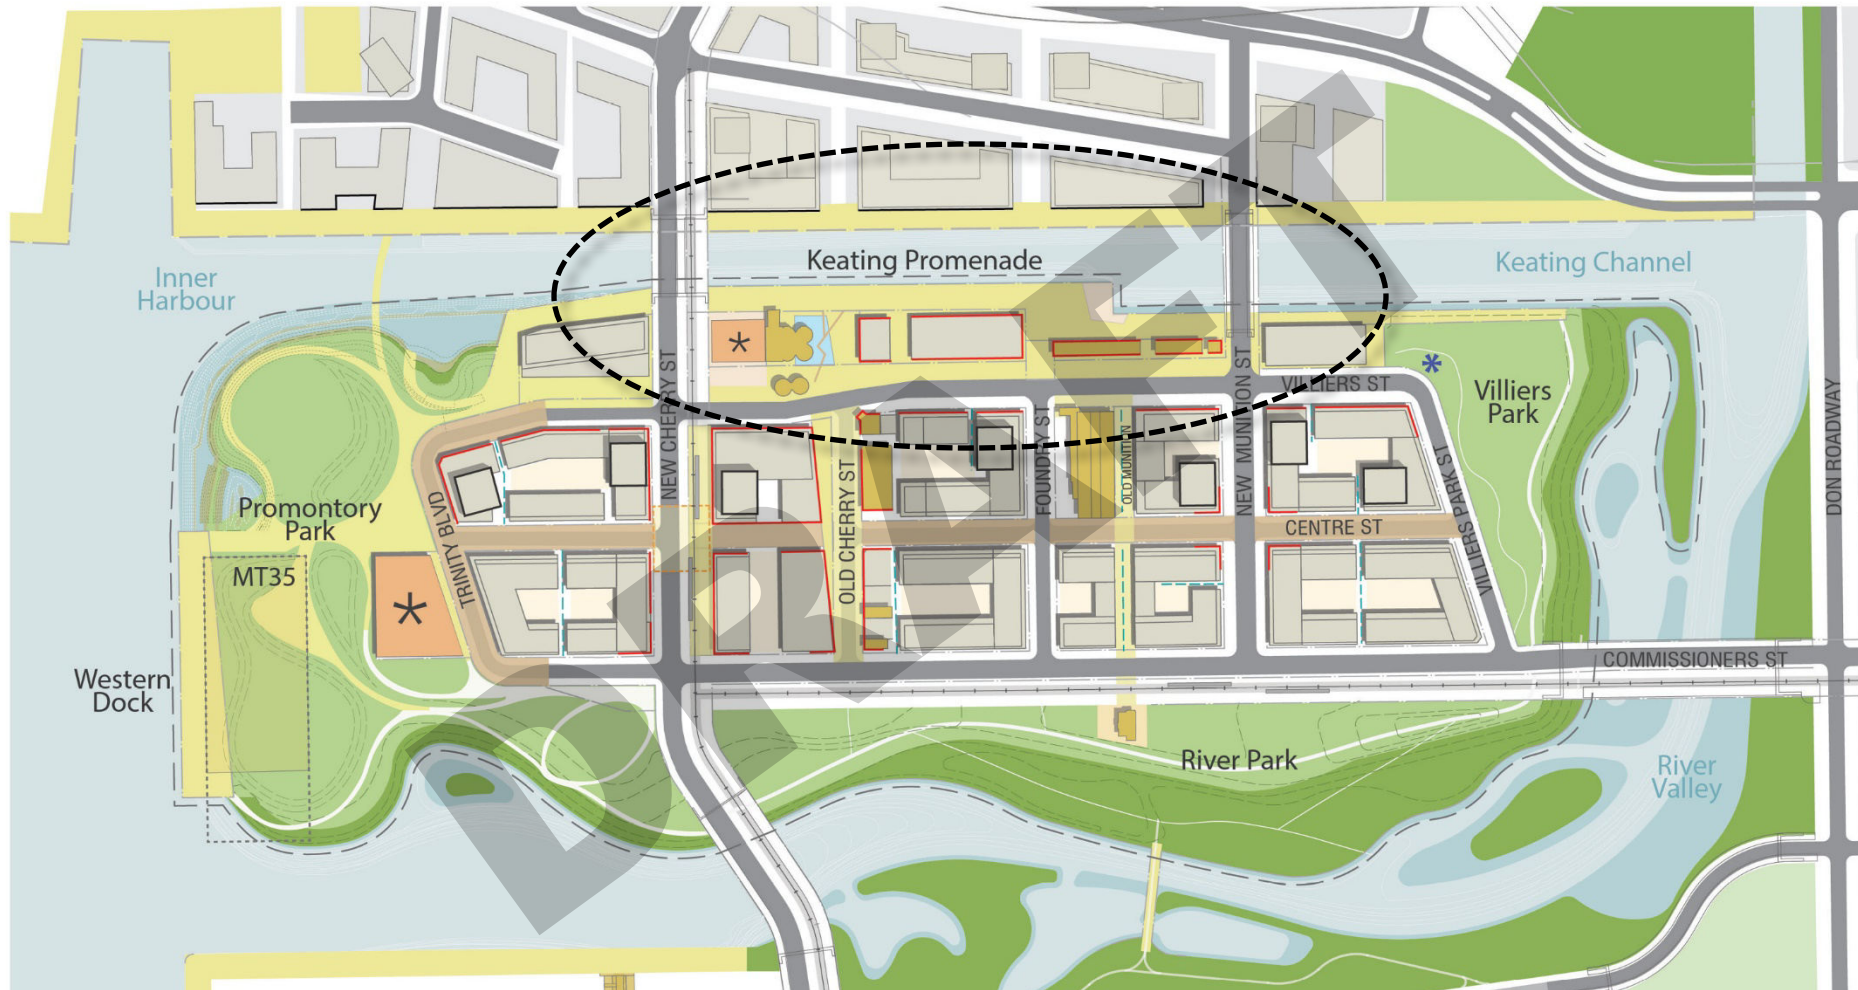 Keating Promenade
Keating Channel
Inner
Harbour
NEW CHERRY ST
NEW MUNITION ST
VILLIERS ST
Villiers
Park
OLD CHERRY ST
FOUNDRY ST
OLD MUNITION
VILLIERS PARK ST
DON ROADWAY
Promontory
Park
TRINITY BLVD
CENTRE ST
MT35
*
*
*
Western
Dock
COMMISSIONERS ST
River Park
River
Valley
DRAFT